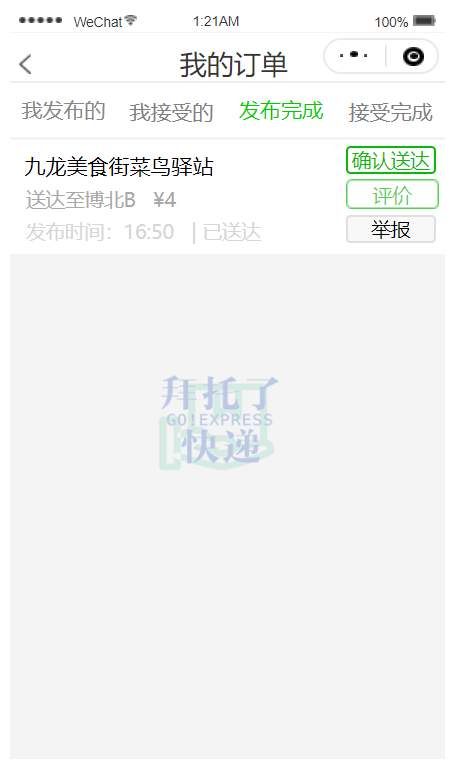 WeChat 1:21AM 100%
我的订单
我发布的 我接受的 发布完成 接受完成
九龙美食街菜鸟驿站 确认送达
送达至博北B ¥4 评价
发布时间：16:50 | 已送达 举报
拜托了
GO!EXPRESS
快递